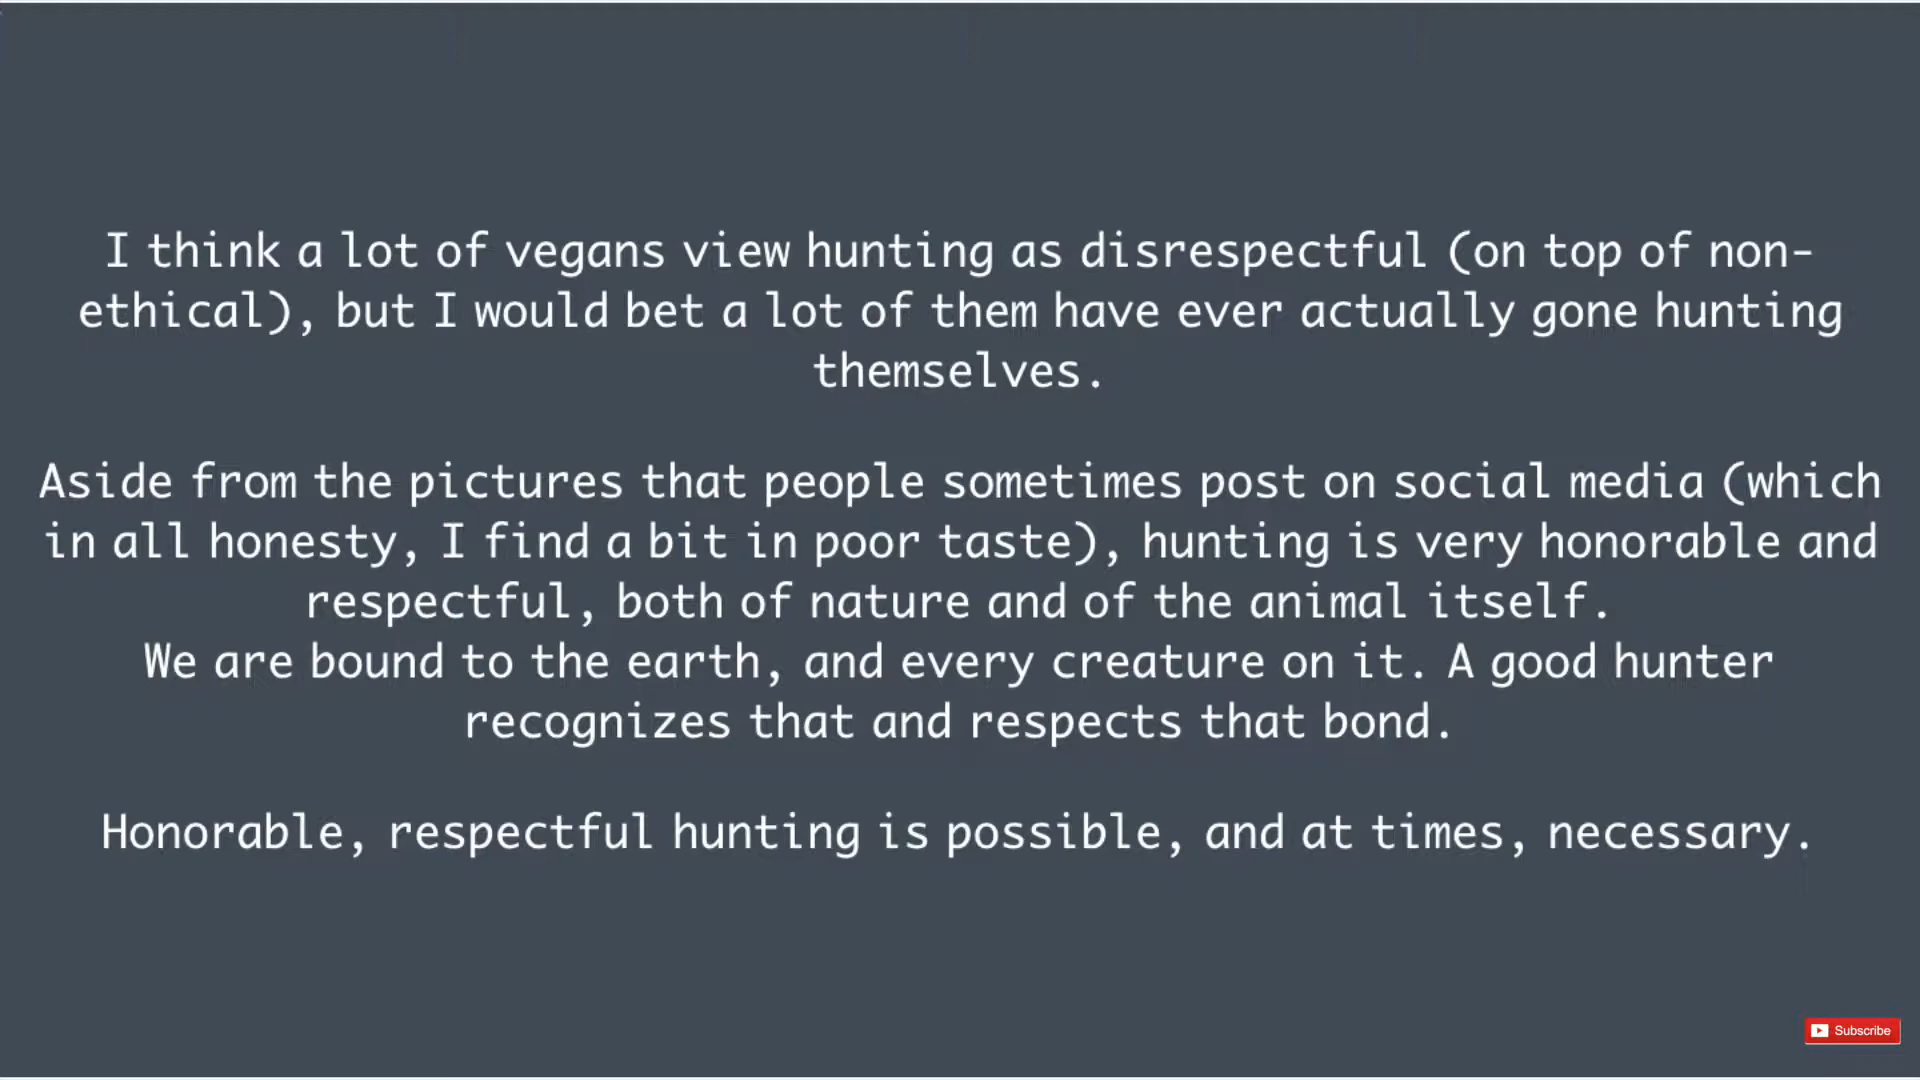 I think a lot of vegans view hunting as disrespectful (on top of non-
ethical), but I would bet a lot of them have ever actually gone hunting
themselves.
Aside from the pictures that people sometimes post on social media (which
in all honesty, I find a bit in poor taste), hunting is very honorable and
respectful, both of nature and of the animal itself.
We are bound to the earth, and every creature on it. A good hunter
recognizes that and respects that bond.
Honorable, respectful hunting is possible, and at times, necessary.
Subscribe